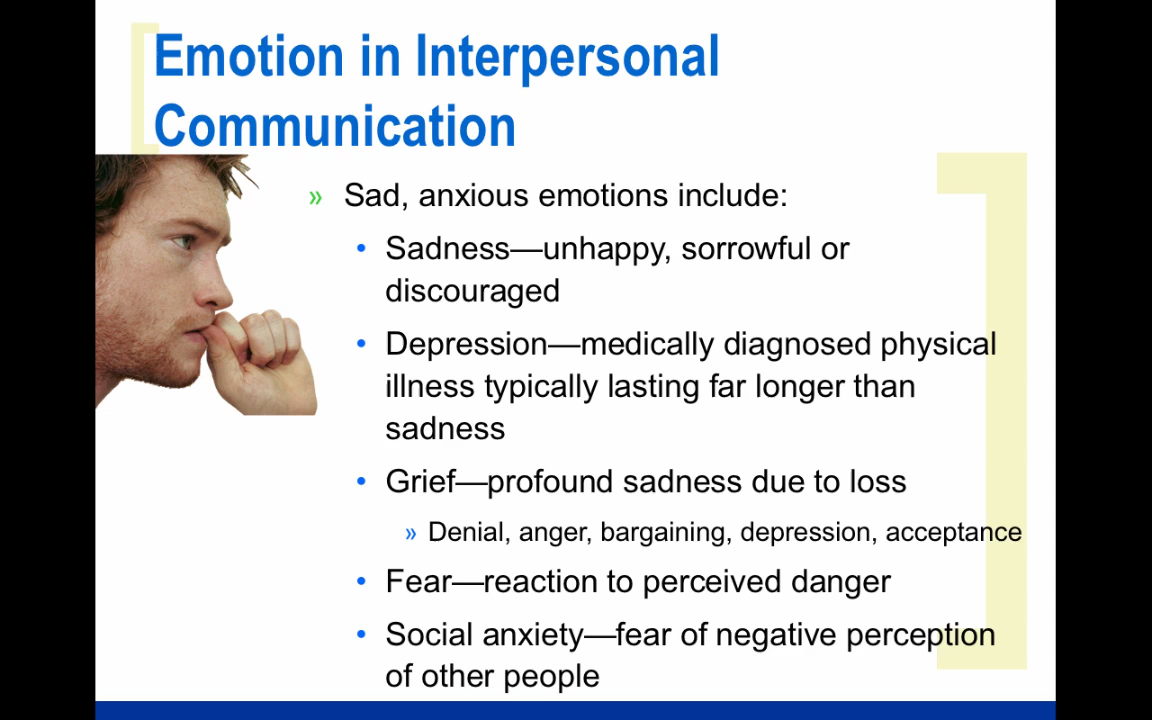 Emotion in Interpersonal
Communication
» Sad, anxious emotions include:
• Sadness—unhappy, sorrowful or
discouraged
• Depression—medically diagnosed physical
illness typically lasting far longer than
sadness
• Grief—profound sadness due to loss
» Denial, anger, bargaining, depression, acceptance
• Fear—reaction to perceived danger
• Social anxiety—fear of negative perception
of other people